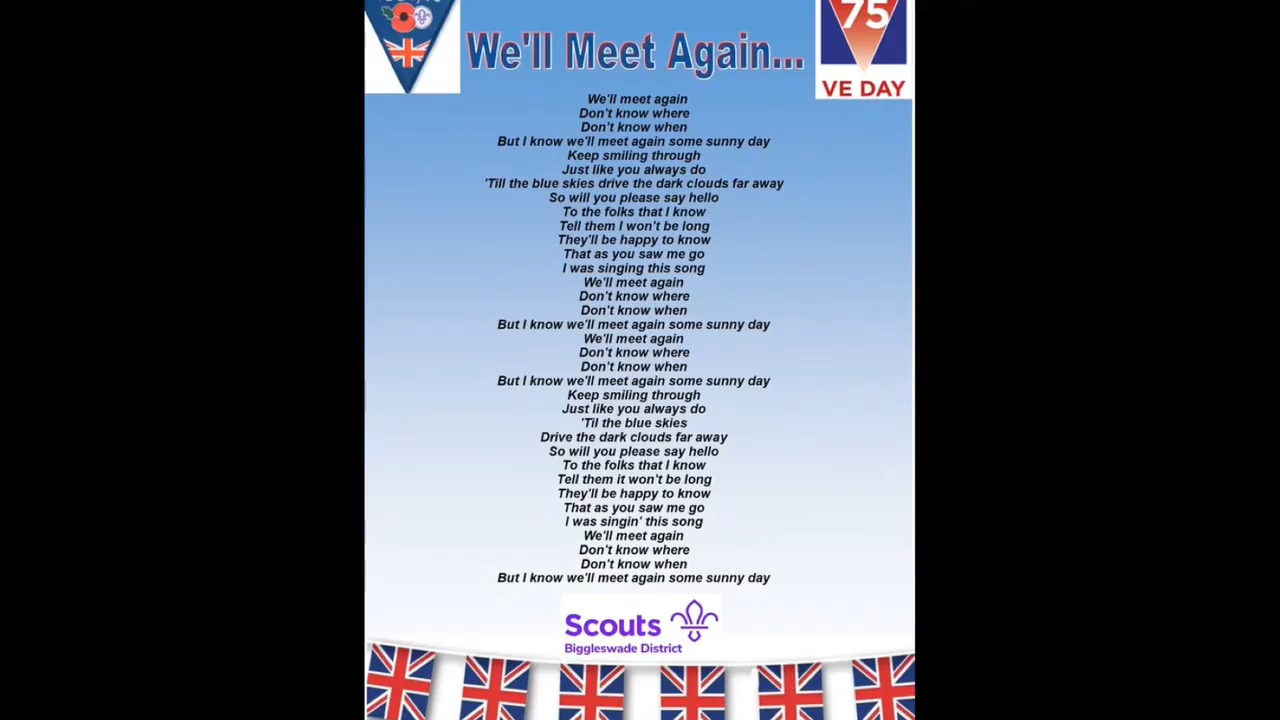 We'll Meet Again...
75
VE DAY
We'll meet again
Don't know where
Don't know when
But I know we'll meet again some sunny day
Keep smiling through
Just like you always do
'Till the blue skies drive the dark clouds far away
So will you please say hello
To the folks that I know
Tell them I won't be long
They'll be happy to know
That as you saw me go
I was singing this song
We'll meet again
Don't know where
Don't know when
But I know we'll meet again some sunny day
We'll meet again
Don't know where
Don't know when
But I know we'll meet again some sunny day
Keep smiling through
Just like you always do
'Til the blue skies
Drive the dark clouds far away
So will you please say hello
To the folks that I know
Tell them it won't be long
They'll be happy to know
That as you saw me go
I was singin' this song
We'll meet again
Don't know where
Don't know when
But I know we'll meet again some sunny day
Scouts
Biggleswade District